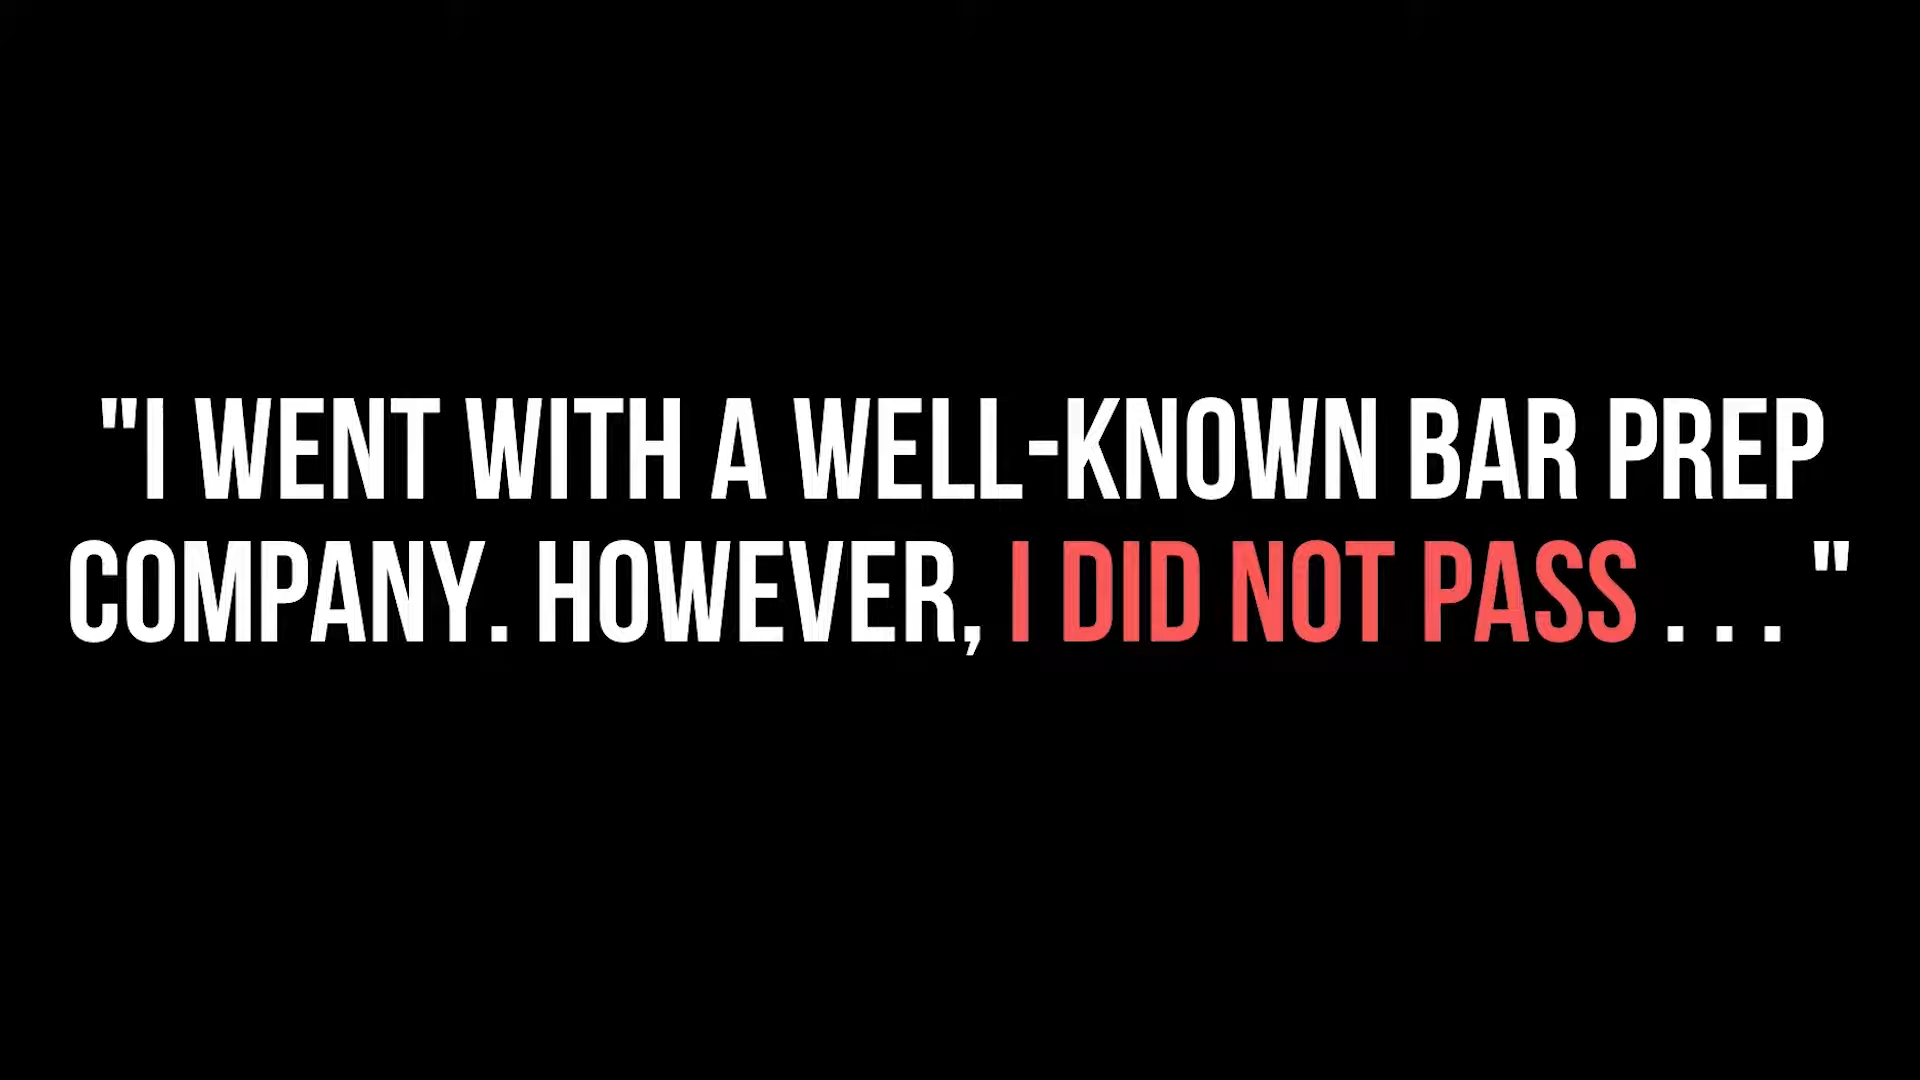 "I WENT WITH A WELL-KNOWN BAR PREP
COMPANY. HOWEVER, I DID NOT PASS . . . "